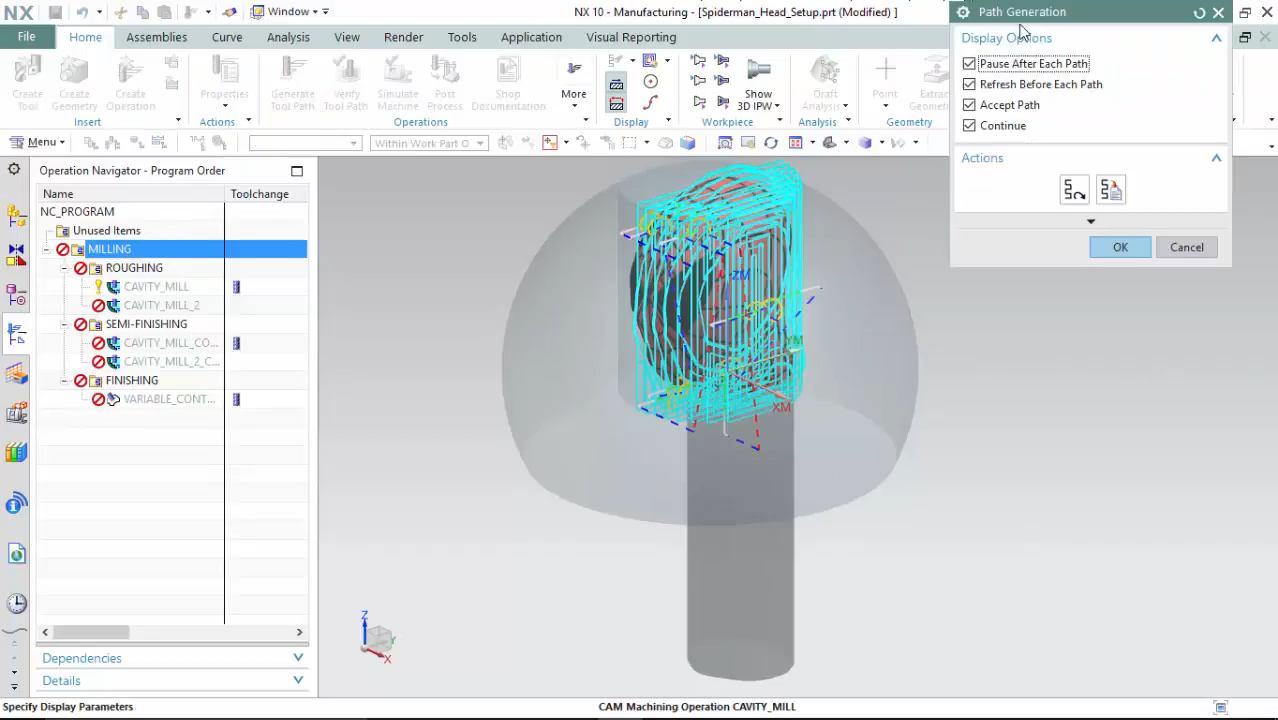 NX
Window
NX 10 - Manufacturing - [Spiderman_Head_Setup.prt (Modified) ]
File Home Assemblies Curve Analysis View Render Tools Application Visual Reporting
Create Tool
Create Geometry
Create Operation
Insert
Properties
Actions
Generate Tool Path
Verify Tool Path
Simulate Machine
Post Process
Shop Documentation
More
Operations
Display
Show 3D IPW
Workpiece
Draft Analysis
Analysis
Point
Extra
Geometr
Geometry
Menu
Within Work Part O
Path Generation
Display Options
Pause After Each Path
Refresh Before Each Path
Accept Path
Continue
Actions
OK Cancel
Operation Navigator - Program Order
Name Toolchange
NC_PROGRAM
Unused Items
MILLING
ROUGHING
CAVITY_MILL
CAVITY_MILL_2
SEMI-FINISHING
CAVITY_MILL_CO...
CAVITY_MILL_2_C...
FINISHING
VARIABLE_CONT...
Dependencies
Details
ZM
YM
XM
Z
Y
X
Specify Display Parameters
CAM Machining Operation CAVITY_MILL